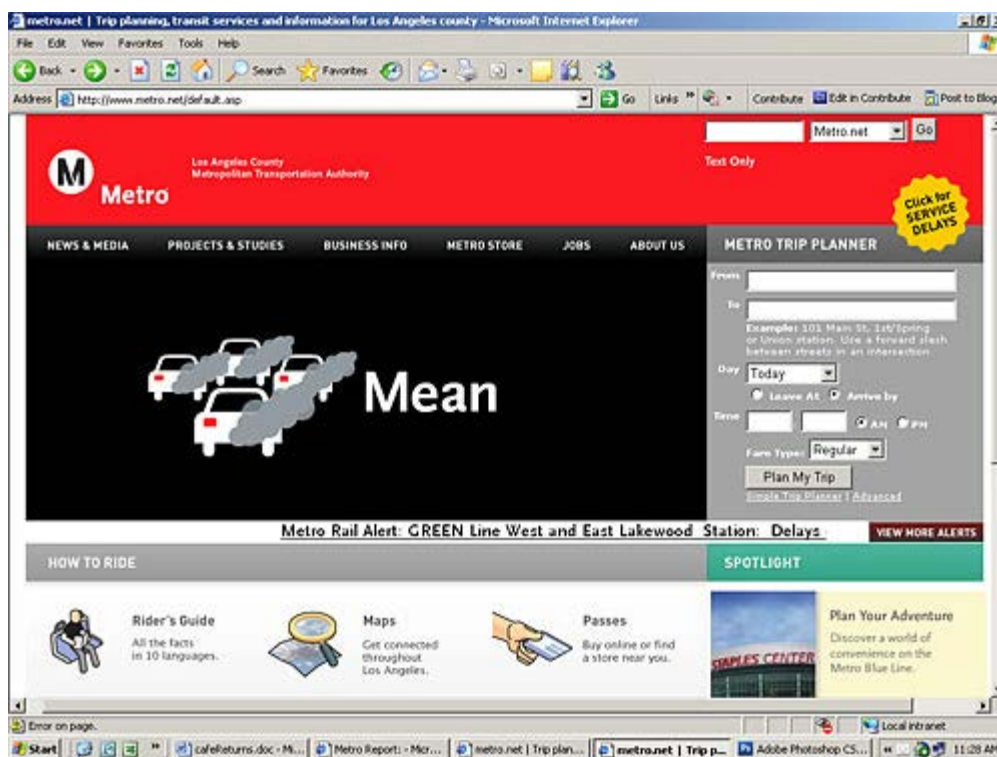 metro.net | Trip planning, transit services and information for Los Angeles county - Microsoft Internet Explorer
File Edit View Favorites Tools Help
Back Search Favorites
Address http://www.metro.net/default.asp Go Links » Contribute Edit in Contribute Post to Blog
Metro.net Go
Text Only
M Metro
Los Angeles County
Metropolitan Transportation Authority
Click for
SERVICE
DELAYS
NEWS & MEDIA PROJECTS & STUDIES BUSINESS INFO METRO STORE JOBS ABOUT US
METRO TRIP PLANNER
From
To
Example: 101 Main St, 1st/Spring
or Union station. Use a forward slash
between streets in an intersection
Day Today
Leave At Arrive by
Time AM PM
Fare Type: Regular
Plan My Trip
Simple Trip Planner | Advanced
Mean
Metro Rail Alert: GREEN Line West and East Lakewood Station: Delays
VIEW MORE ALERTS
HOW TO RIDE
Rider's Guide
All the facts
in 10 languages.
Maps
Get connected
throughout
Los Angeles.
Passes
Buy online or find
a store near you.
SPOTLIGHT
STAPLES CENTER
Plan Your Adventure
Discover a world of
convenience on the
Metro Blue Line.
Error on page. Local intranet
Start » cafeReturns.doc - M... Metro Report: - Mcr... metro.net | Trip plan... metro.net | Trip p... Adobe Photoshop CS... « 11:28 AM